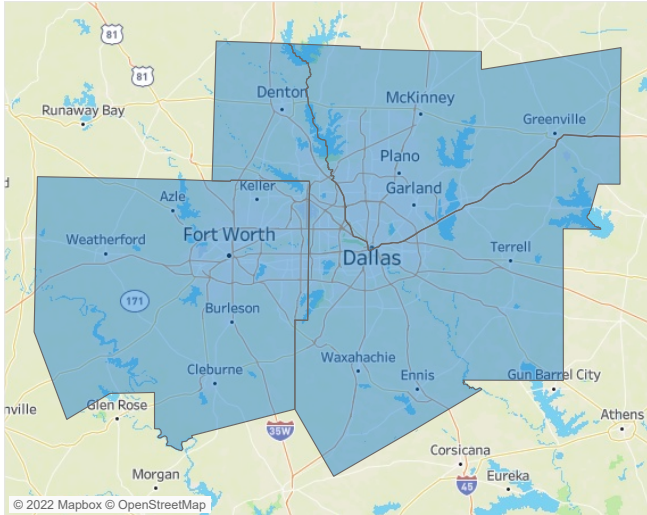 81
81
Runaway Bay
Denton
McKinney
Greenville
Plano
Garland
Keller
Azle
Fort Worth
Weatherford
Dallas
Terrell
171
Burleson
Waxahachie
Cleburne
Ennis
Gun Barrel City
nville
Glen Rose
Athens
35W
Corsicana
Morgan
Eureka
45
© 2022 Mapbox © OpenStreetMap